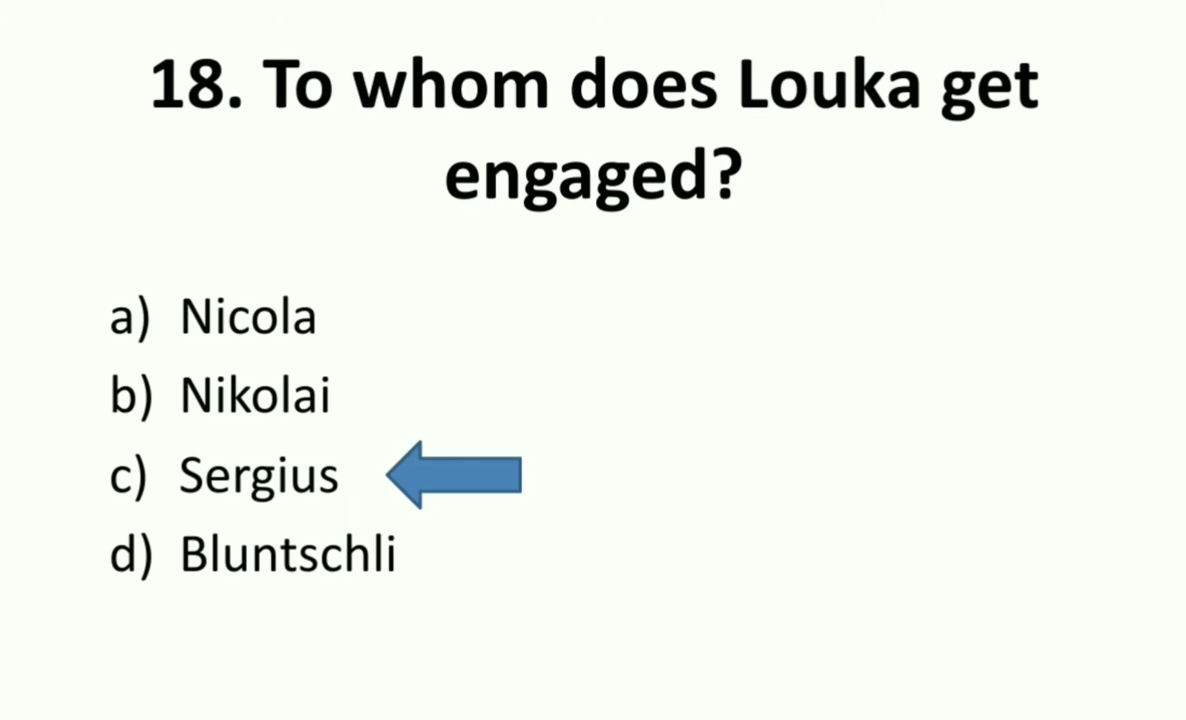 18. To whom does Louka get
engaged?
a) Nicola
b) Nikolai
c) Sergius
d) Bluntschli